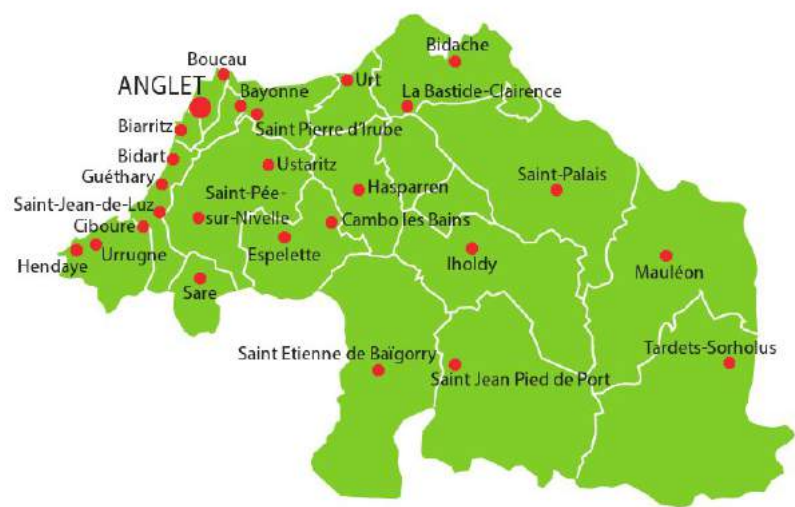 Bidache
Boucau
ANGLET
Urt
La Bastide-Clairence
Bayonne
Biarritz
Saint Pierre d'Irube
Bidart
Ustaritz
Guéthary
Saint-Palais
Saint-Pée-
sur-Nivelle
Hasparren
Saint-Jean-de-Luz
Ciboure
Cambo les Bains
Hendaye
Urrugne
Espelette
Iholdy
Mauléon
Sare
Saint Etienne de Baïgorry
Tardets-Sorholus
Saint Jean Pied de Port